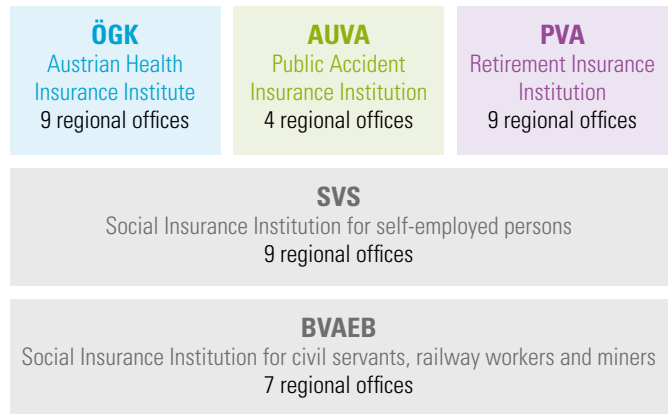 ÖGK
Austrian Health
Insurance Institute
9 regional offices
AUVA
Public Accident
Insurance Institution
4 regional offices
PVA
Retirement Insurance
Institution
9 regional offices
SVS
Social Insurance Institution for self-employed persons
9 regional offices
BVAEB
Social Insurance Institution for civil servants, railway workers and miners
7 regional offices